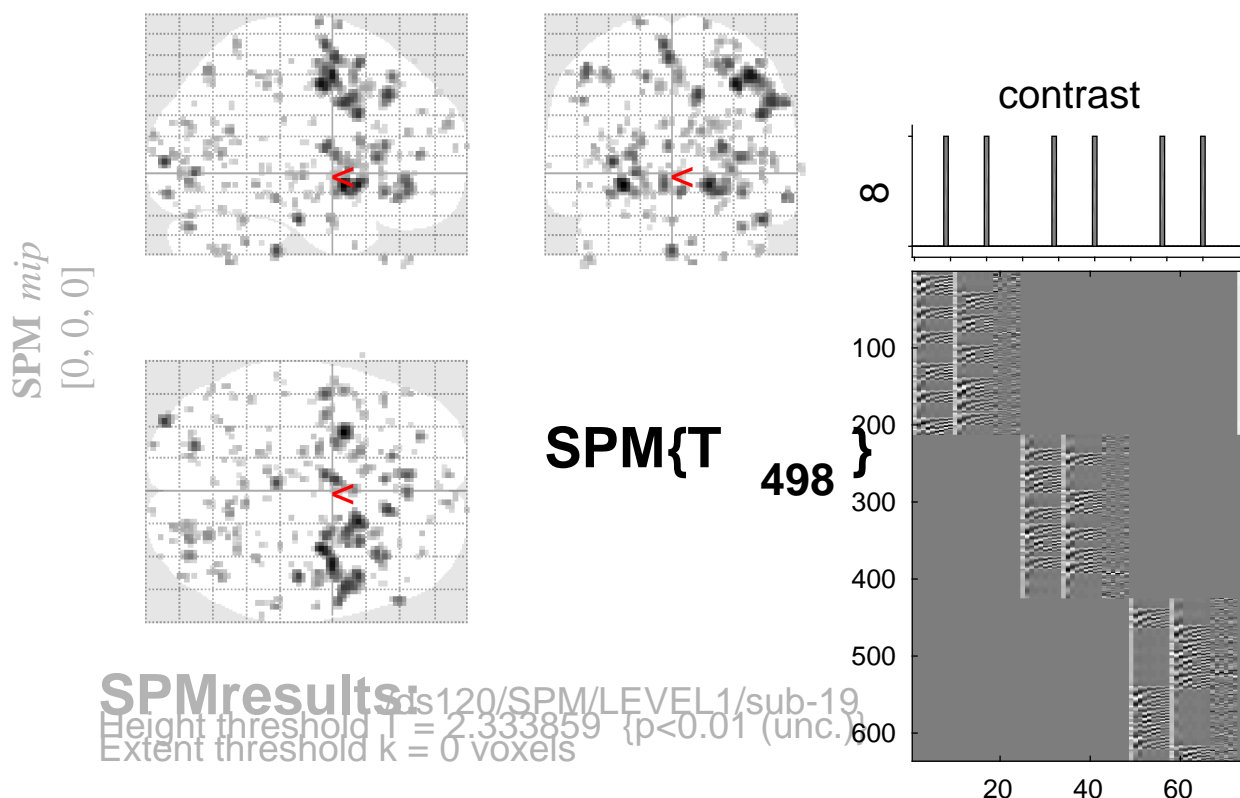 SPM mip
[0, 0, 0]
<
<
<
SPM{T 498 }
SPMresults: /ds120/SPM/LEVEL1/sub-19
Height threshold T = 2.333859 {p<0.01 (unc.)}
Extent threshold k = 0 voxels
contrast
8
100
200
300
400
500
600
20 40 60